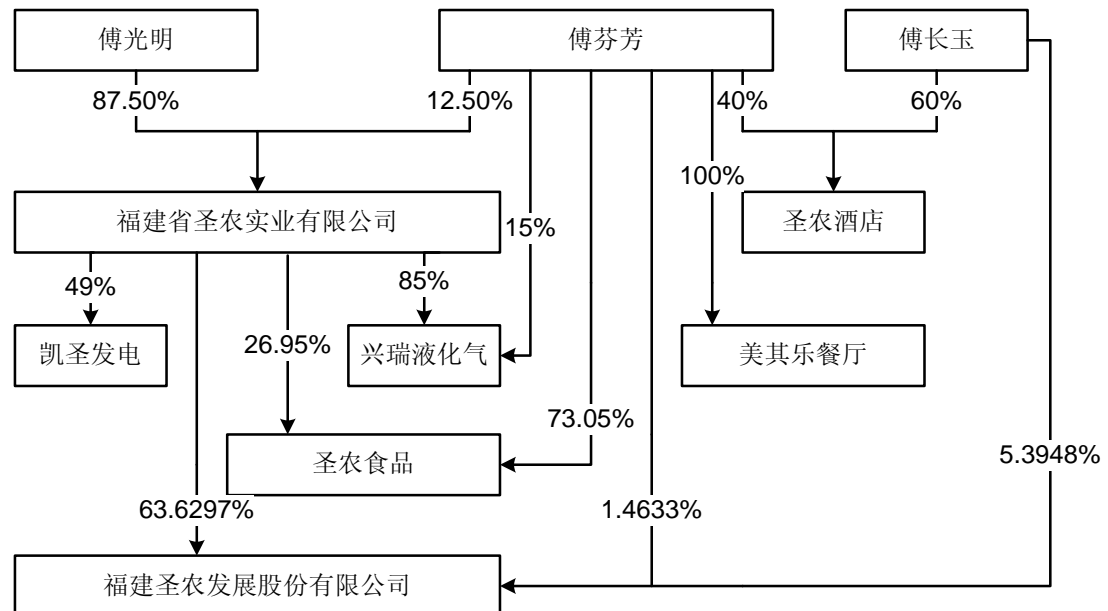 傅光明
傅芬芳
傅长玉
87.50%
12.50%
40%
60%
100%
福建省圣农实业有限公司
15%
圣农酒店
49%
85%
凯圣发电
26.95%
兴瑞液化气
美其乐餐厅
73.05%
圣农食品
5.3948%
63.6297%
1.4633%
福建圣农发展股份有限公司